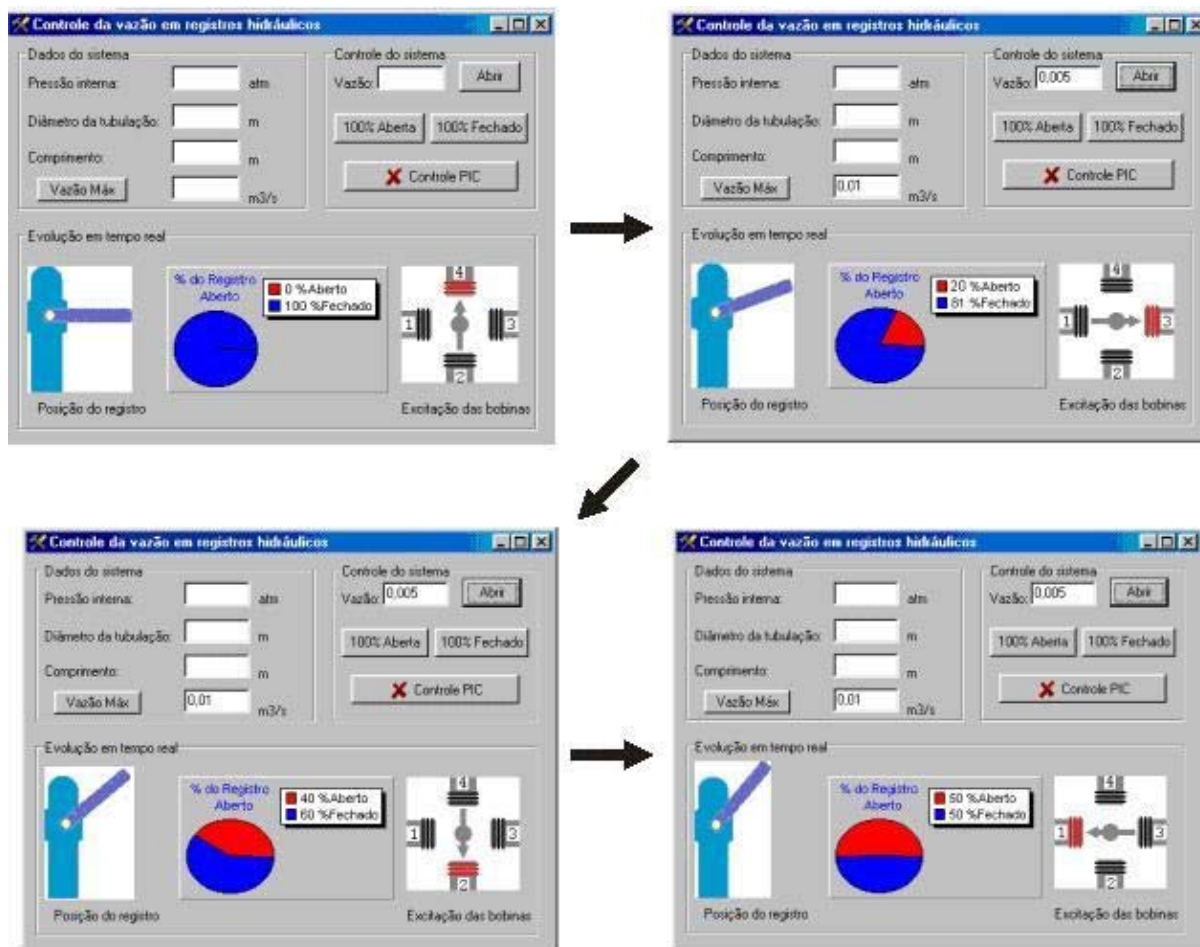 Controle da vazão em registros hidráulicos
Dados do sistema
Pressão interna: atm
Diâmetro da tubulação: m
Comprimento: m
Vazão Máx m3/s
Controle do sistema
Vazão: Abrir
100% Aberta 100% Fechado
Controle PIC
Evolução em tempo real
% do Registro
Aberto
0 %Aberto
100 %Fechado
4
1 3
2
Posição do registro Excitação das bobinas
Controle da vazão em registros hidráulicos
Dados do sistema
Pressão interna: atm
Diâmetro da tubulação: m
Comprimento: m
Vazão Máx 0,01 m3/s
Controle do sistema
Vazão: 0,005 Abrir
100% Aberta 100% Fechado
Controle PIC
Evolução em tempo real
% do Registro
Aberto
20 %Aberto
81 %Fechado
4
1 3
2
Posição do registro Excitação das bobinas
Controle da vazão em registros hidráulicos
Dados do sistema
Pressão interna: atm
Diâmetro da tubulação: m
Comprimento: m
Vazão Máx 0,01 m3/s
Controle do sistema
Vazão: 0,005 Abrir
100% Aberta 100% Fechado
Controle PIC
Evolução em tempo real
% do Registro
Aberto
40 %Aberto
60 %Fechado
4
1 3
2
Posição do registro Excitação das bobinas
Controle da vazão em registros hidráulicos
Dados do sistema
Pressão interna: atm
Diâmetro da tubulação: m
Comprimento: m
Vazão Máx 0,01 m3/s
Controle do sistema
Vazão: 0,005 Abrir
100% Aberta 100% Fechado
Controle PIC
Evolução em tempo real
% do Registro
Aberto
50 %Aberto
50 %Fechado
4
1 3
2
Posição do registro Excitação das bobinas